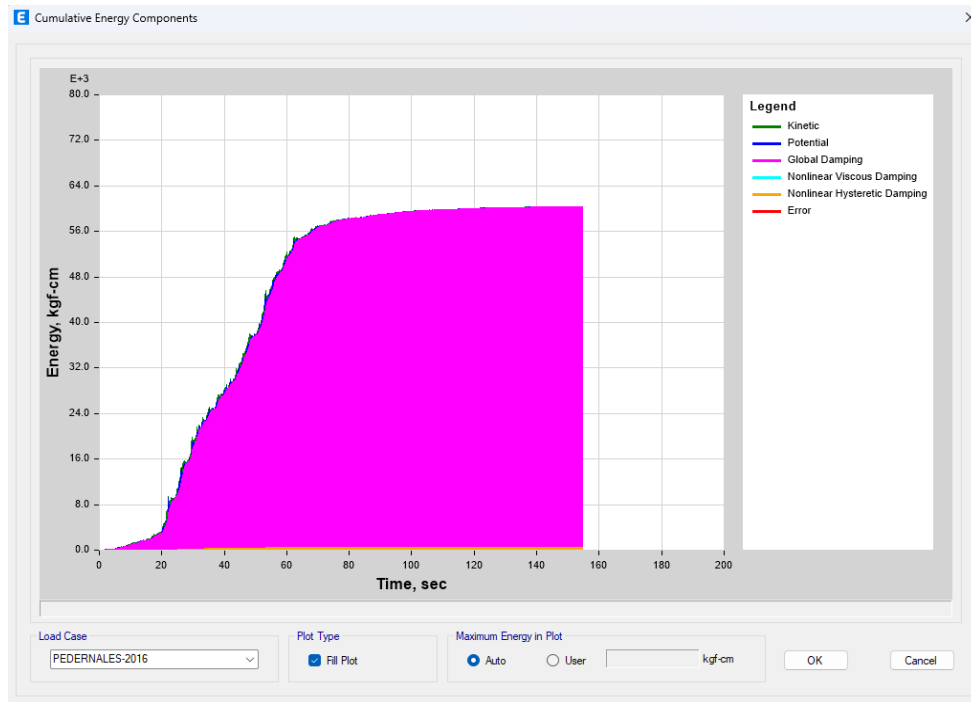 E Cumulative Energy Components
E+3
80.0
72.0
64.0
56.0
48.0
40.0
32.0
24.0
16.0
8.0
0.0
Energy, kgf-cm
0 20 40 60 80 100 120 140 160 180 200
Time, sec
Legend
Kinetic
Potential
Global Damping
Nonlinear Viscous Damping
Nonlinear Hysteretic Damping
Error
Load Case
PEDERNALES-2016
Plot Type
Fill Plot
Maximum Energy in Plot
Auto User kgf-cm
OK Cancel